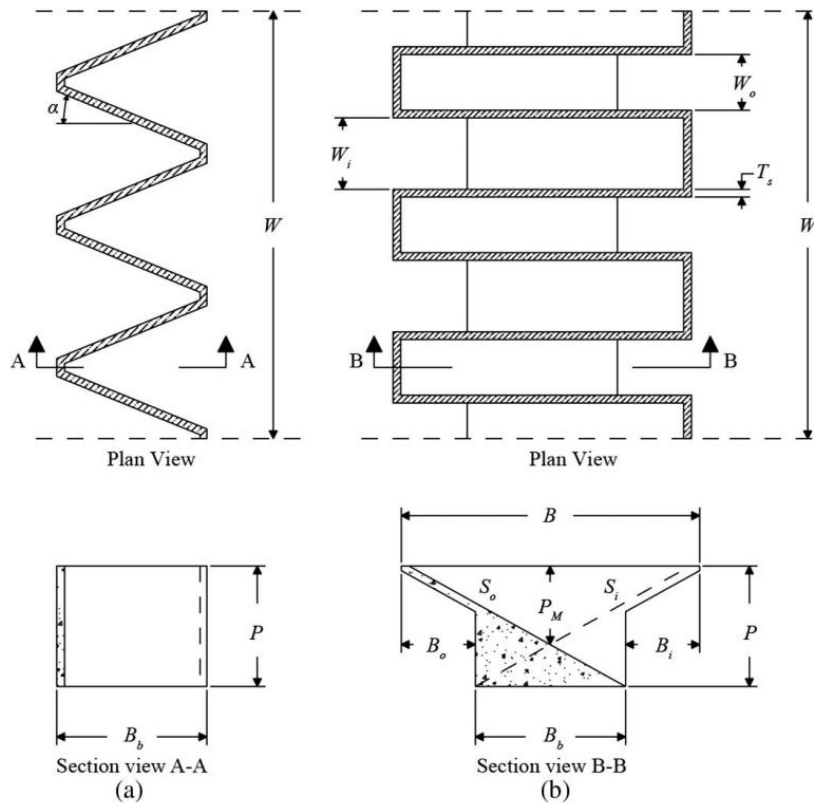 α
W
A
A
Plan View
W_o
W_i
T_s
W
B
B
Plan View
P
B_b
Section view A-A
(a)
B
S_o
S_i
P_M
B_o
B_i
P
B_b
Section view B-B
(b)